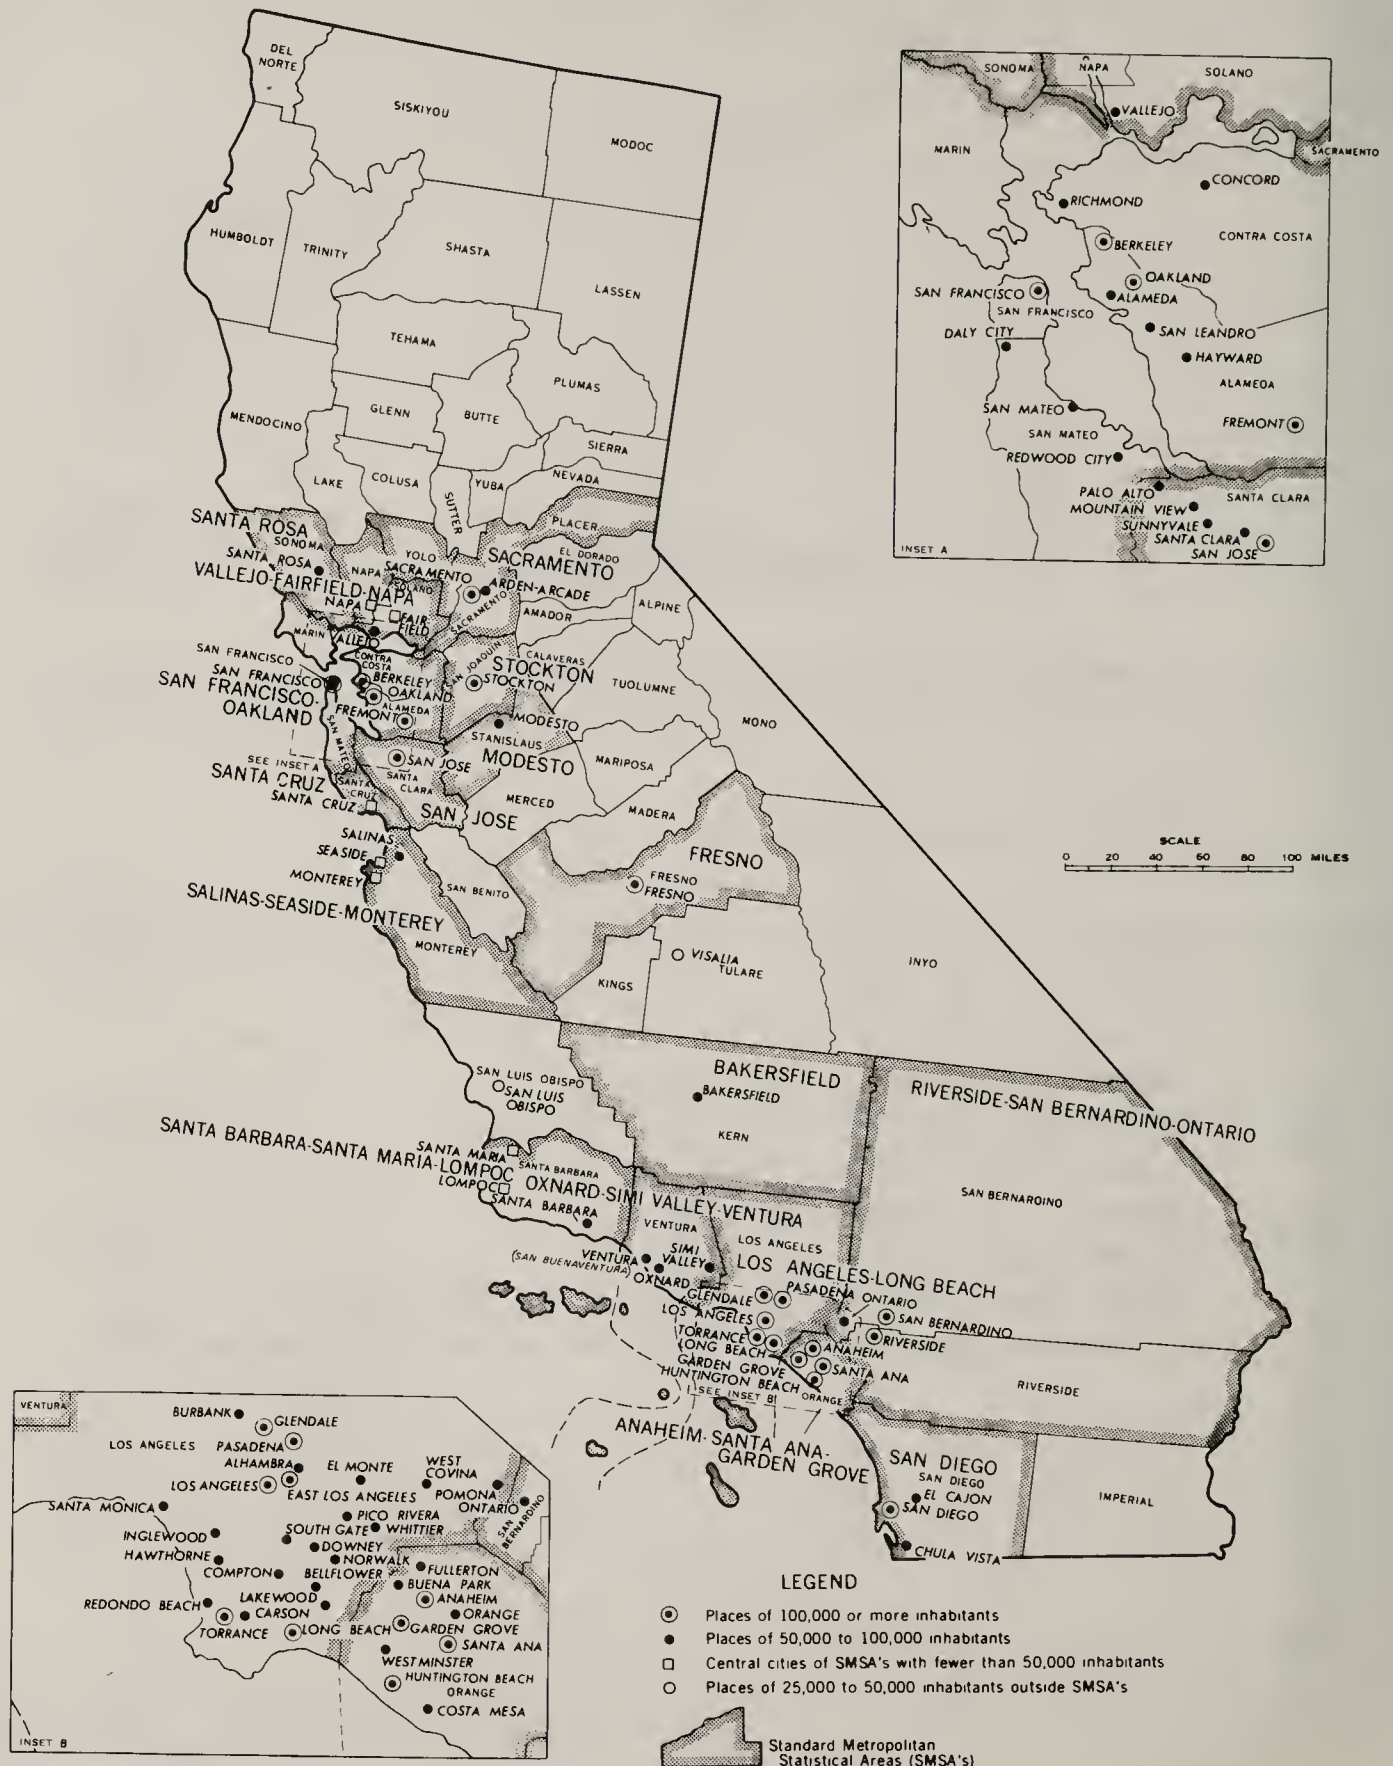 DEL
NORTE
SISKIYOU
MODOC
HUMBOLDT
TRINITY
SHASTA
LASSEN
TEHAMA
PLUMAS
MENDOCINO
GLENN
BUTTE
SIERRA
LAKE
COLUSA
SUTTER
YUBA
NEVADA
PLACER
SANTA ROSA
SONOMA
SANTA ROSA
YOLO
EL DORADO
SACRAMENTO
SACRAMENTO
NAPA
SOLANO
ARDEN-ARCADE
VALLEJO-FAIRFIELD-NAPA
NAPA
FAIR
FIELD
SACRAMENTO
AMADOR
ALPINE
MARIN
VALLEJO
CONTRA
COSTA
SAN JOAQUIN
CALAVERAS
STOCKTON
STOCKTON
TUOLUMNE
MONO
SAN FRANCISCO
SAN FRANCISCO
SAN FRANCISCO-
OAKLAND
BERKELEY
OAKLAND
ALAMEDA
FREMONT
SAN MATEO
MODESTO
STANISLAUS
MODESTO
MARIPOSA
SEE INSET A
SAN JOSE
SANTA
CLARA
SANTA CRUZ
SANTA
CRUZ
SANTA CRUZ
SAN JOSE
MERCED
MADERA
SALINAS
SEASIDE
MONTEREY
SALINAS-SEASIDE-MONTEREY
MONTEREY
SAN BENITO
FRESNO
FRESNO
FRESNO
VISALIA
TULARE
KINGS
INYO
SAN LUIS OBISPO
SAN LUIS
OBISPO
BAKERSFIELD
BAKERSFIELD
KERN
RIVERSIDE-SAN BERNARDINO-ONTARIO
SAN BERNARDINO
SANTA BARBARA-SANTA MARIA-LOMPOC
SANTA MARIA
SANTA BARBARA
LOMPOC
SANTA BARBARA
OXNARD-SIMI VALLEY-VENTURA
VENTURA
LOS ANGELES
VENTURA
(SAN BUENAVENTURA)
SIMI
VALLEY
OXNARD
LOS ANGELES-LONG BEACH
GLENDALE
PASADENA
ONTARIO
LOS ANGELES
SAN BERNARDINO
TORRANCE
RIVERSIDE
LONG BEACH
ANAHEIM
GARDEN GROVE
SANTA ANA
HUNTINGTON BEACH
ORANGE
SEE INSET B
RIVERSIDE
ANAHEIM-SANTA ANA-
GARDEN GROVE
SAN DIEGO
SAN DIEGO
EL CAJON
SAN DIEGO
CHULA VISTA
IMPERIAL
SONOMA
NAPA
SOLANO
VALLEJO
MARIN
SACRAMENTO
CONCORD
RICHMOND
CONTRA COSTA
BERKELEY
OAKLAND
SAN FRANCISCO
ALAMEDA
SAN FRANCISCO
DALY CITY
SAN LEANDRO
HAYWARD
ALAMEDA
SAN MATEO
FREMONT
SAN MATEO
REDWOOD CITY
PALO ALTO
SANTA CLARA
MOUNTAIN VIEW
SUNNYVALE
SANTA CLARA
SAN JOSE
INSET A
SCALE
0 20 40 60 80 100 MILES
VENTURA
BURBANK
GLENDALE
LOS ANGELES
PASADENA
ALHAMBRA
EL MONTE
WEST
COVINA
LOS ANGELES
EAST LOS ANGELES
POMONA
ONTARIO
SANTA MONICA
PICO RIVERA
SAN
BERNARDINO
INGLEWOOD
SOUTH GATE
WHITTIER
HAWTHORNE
DOWNEY
NORWALK
COMPTON
BELLFLOWER
FULLERTON
BUENA PARK
REDONDO BEACH
LAKEWOOD
ANAHEIM
CARSON
ORANGE
TORRANCE
LONG BEACH
GARDEN GROVE
SANTA ANA
WESTMINSTER
HUNTINGTON BEACH
ORANGE
COSTA MESA
INSET B
LEGEND
Places of 100,000 or more inhabitants
Places of 50,000 to 100,000 inhabitants
Central cities of SMSA's with fewer than 50,000 inhabitants
Places of 25,000 to 50,000 inhabitants outside SMSA's
Standard Metropolitan
Statistical Areas (SMSA's)